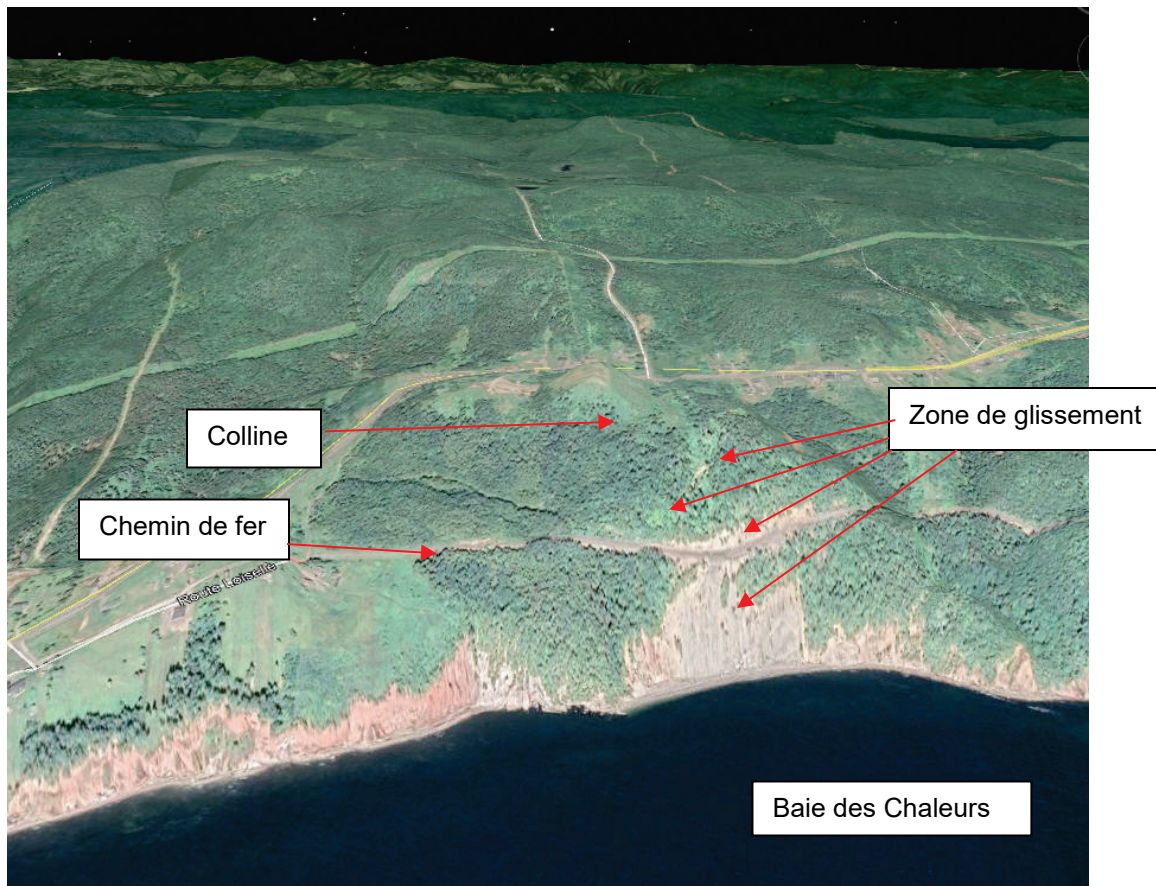 Zone de glissement
Colline
Chemin de fer
Route Loiselle
Baie des Chaleurs